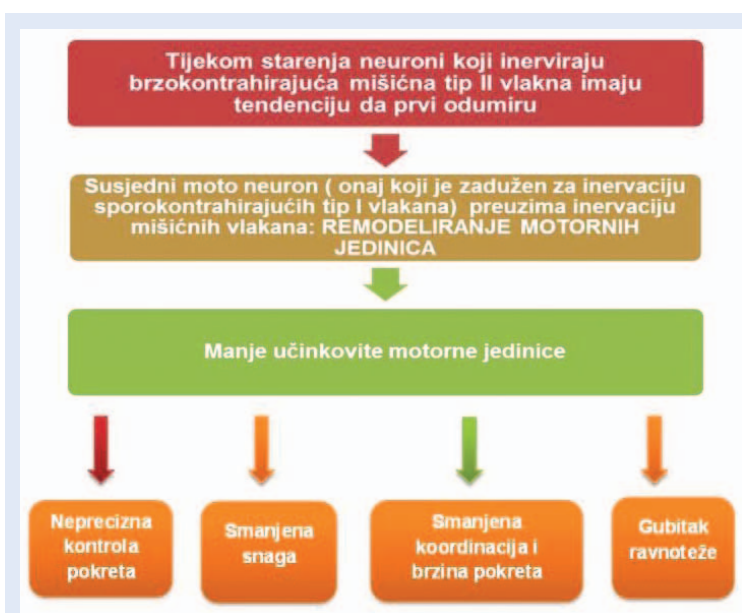 Tijekom starenja neuroni koji inerviraju
brzokontrahirajuća mišićna tip II vlakna imaju
tendenciju da prvi odumiru
Susjedni moto neuron ( onaj koji je zadužen za inervaciju
sporokontrahirajućih tip I vlakana) preuzima inervaciju
mišićnih vlakana: REMODELIRANJE MOTORNIH
JEDINICA
Manje učinkovite motorne jedinice
Neprecizna
kontrola
pokreta
Smanjena
snaga
Smanjena
koordinacija i
brzina pokreta
Gubitak
ravnoteže